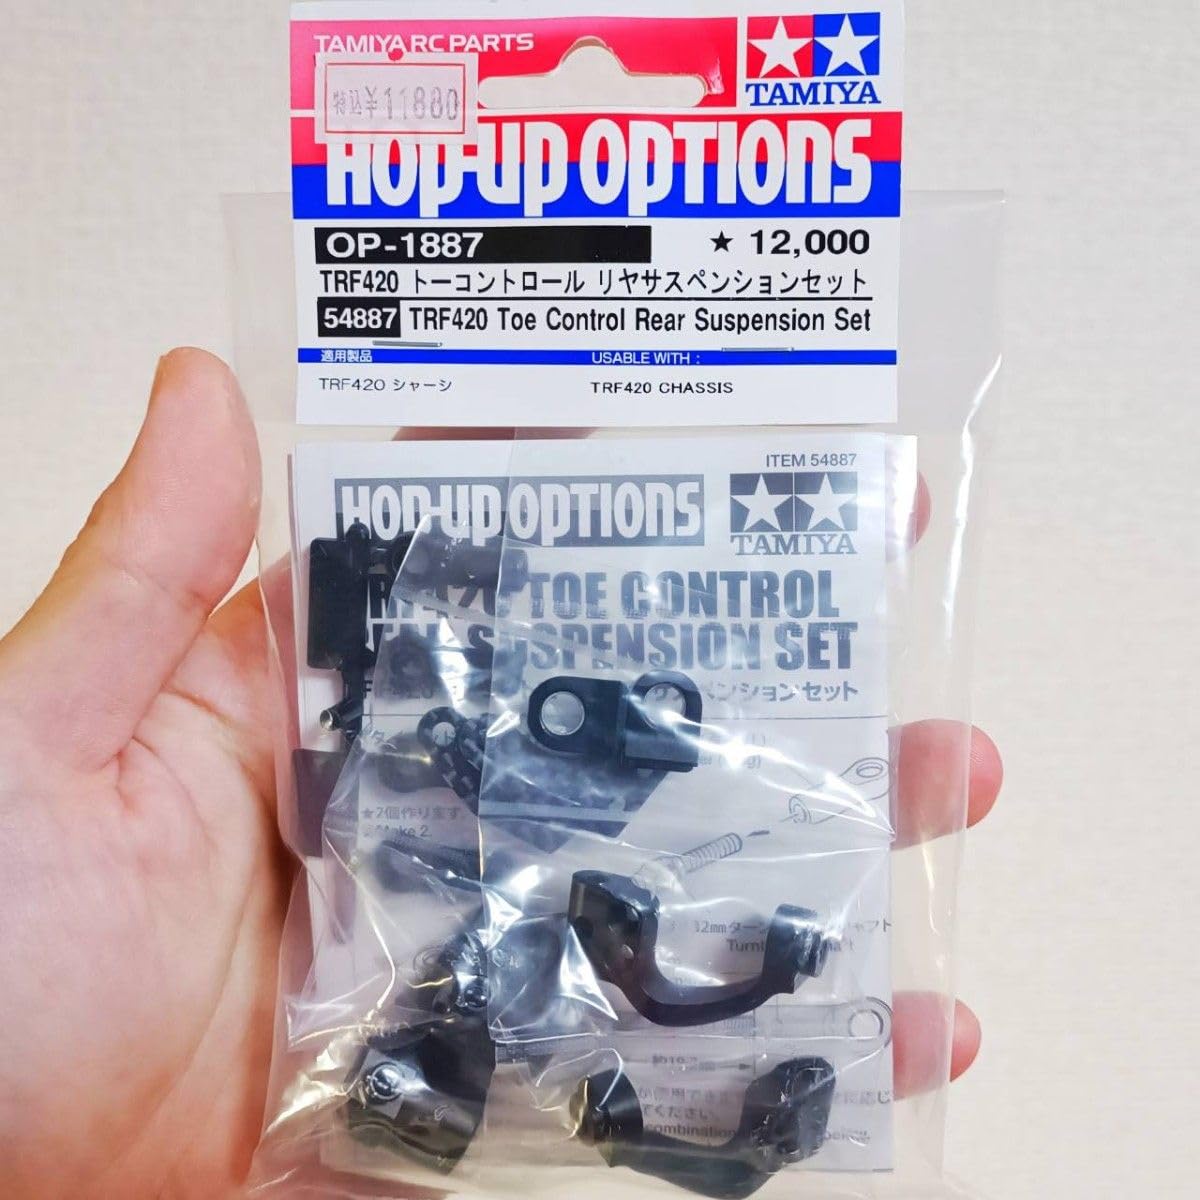 TAMIYA RC PARTS
税込¥11880
TAMIYA
HOP-UP OPTIONS
OP-1887 ★ 12,000
TRF420 トーコントロール リヤサスペンションセット
54887 TRF420 Toe Control Rear Suspension Set
適用製品 USABLE WITH :
TRF420 シャーシ TRF420 CHASSIS
ITEM 54887
HOP-UP OPTIONS
TAMIYA
TOE CONTROL
SUSPENSION SET
サスペンションセット
★2個作ります。
Make 2.